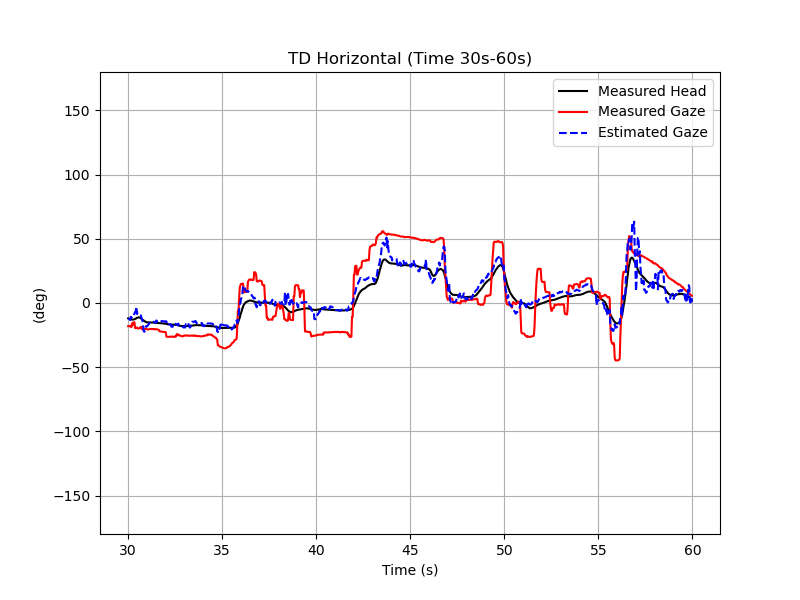 TD Horizontal (Time 30s-60s)
Measured Head
Measured Gaze
Estimated Gaze
150
100
50
0
−50
−100
−150
(deg)
30 35 40 45 50 55 60
Time (s)